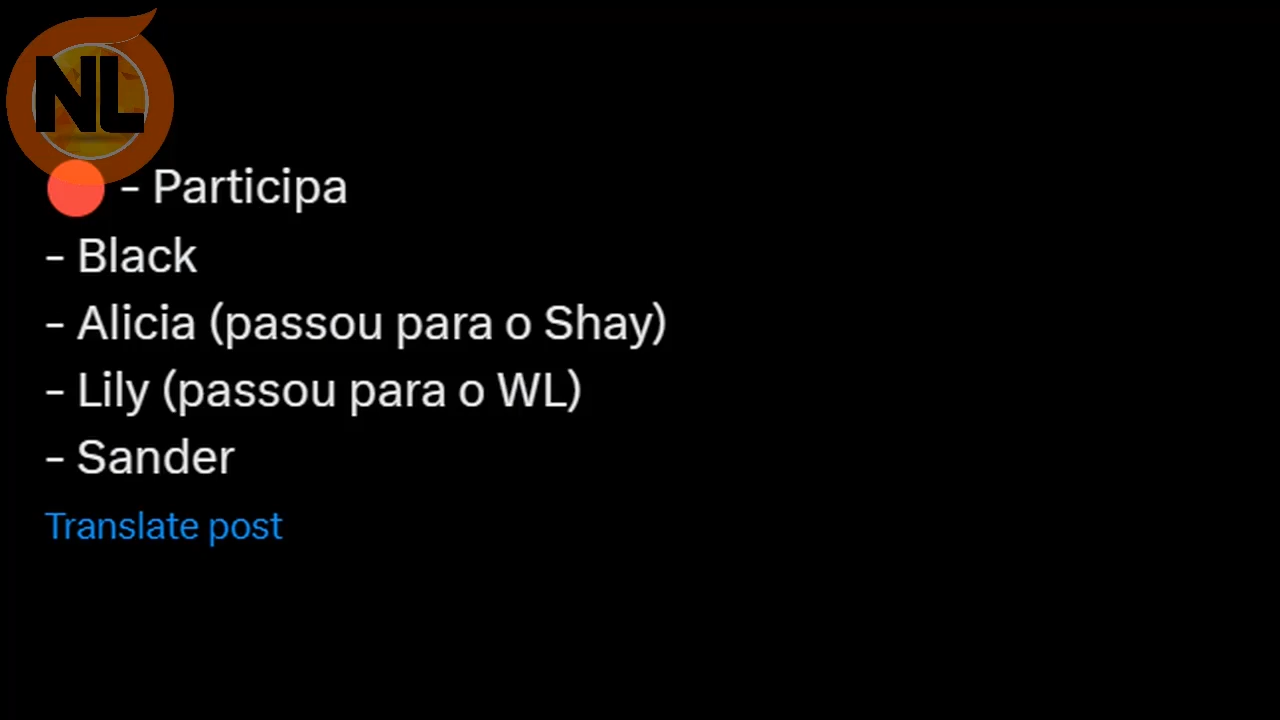 NL
🔴 - Participa
- Black
- Alicia (passou para o Shay)
- Lily (passou para o WL)
- Sander
Translate post